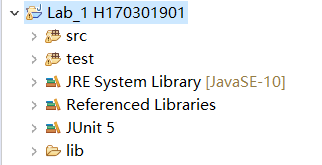 Lab_1 H170301901
src
test
JRE System Library [JavaSE-10]
Referenced Libraries
JUnit 5
lib